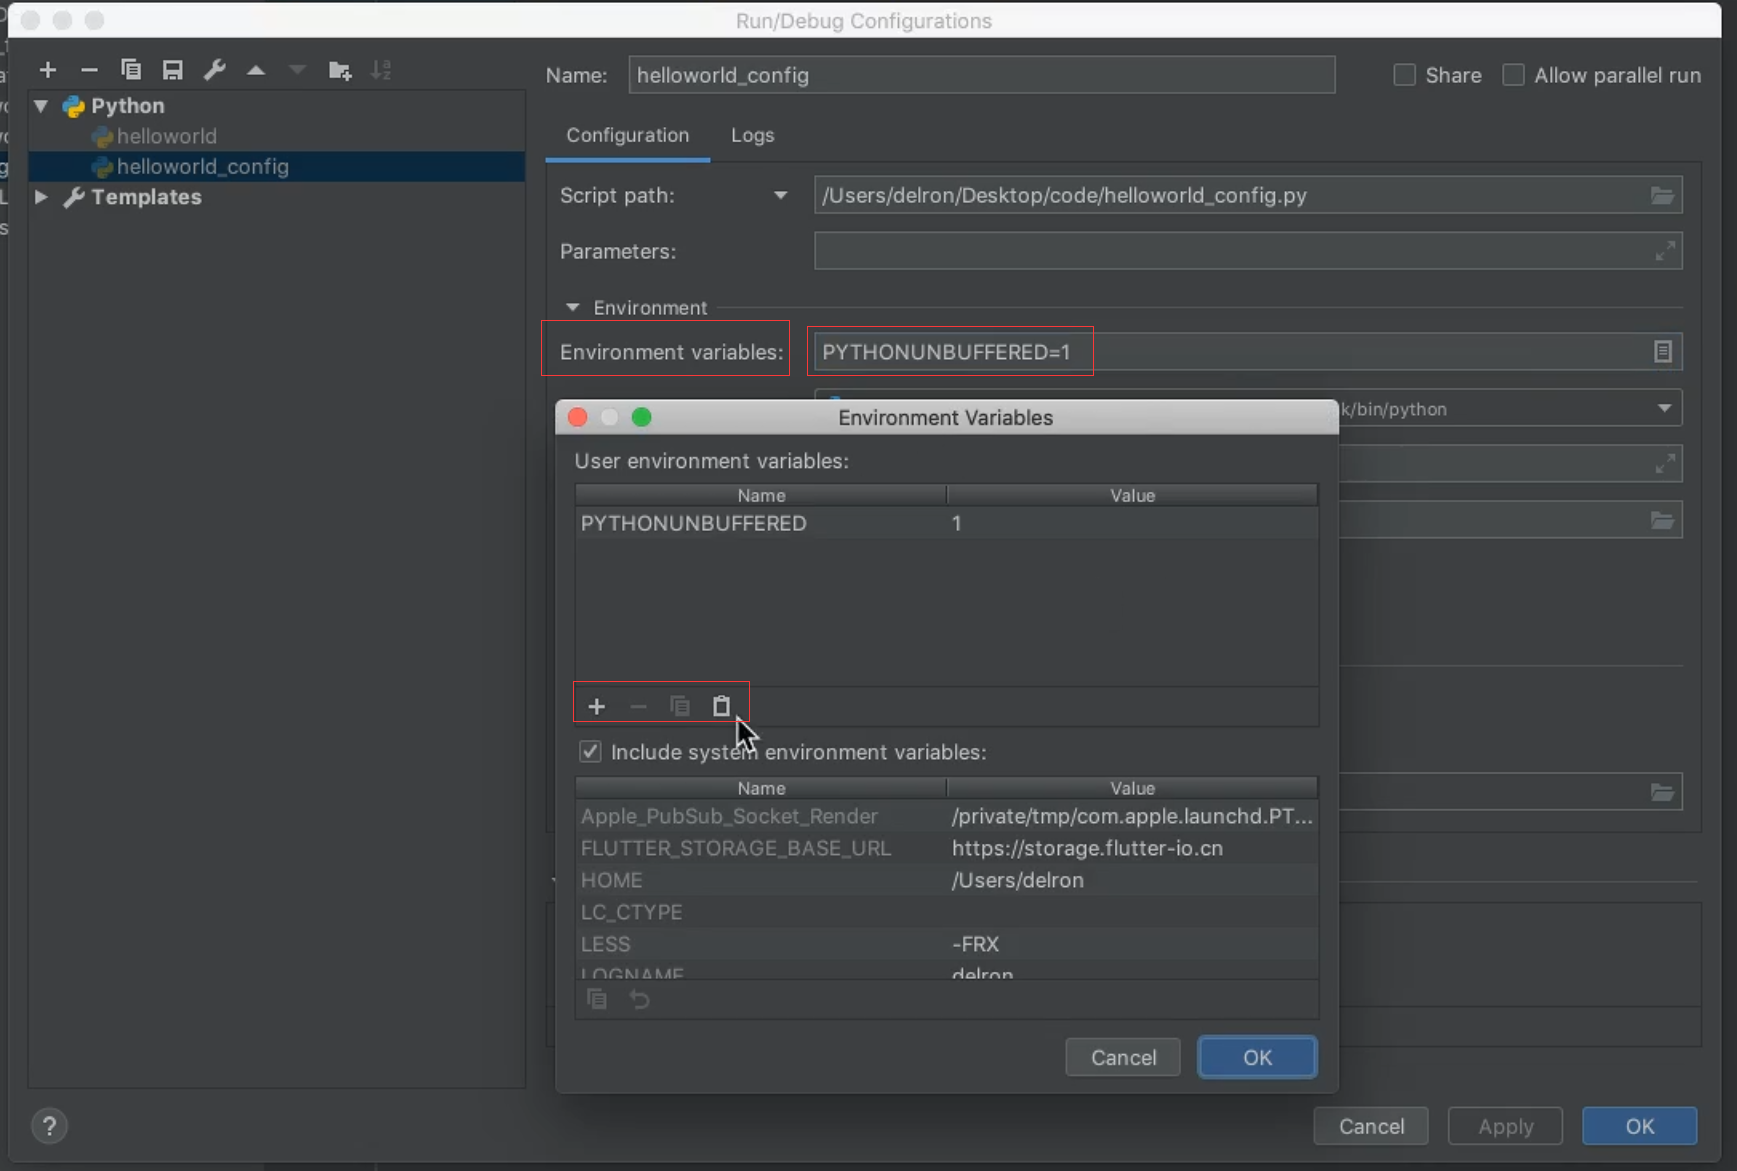 Run/Debug Configurations
Name: helloworld_config
Share
Allow parallel run
Python
helloworld
helloworld_config
Templates
Configuration
Logs
Script path: /Users/delron/Desktop/code/helloworld_config.py
Parameters:
Environment
Environment variables: PYTHONUNBUFFERED=1
k/bin/python
Environment Variables
User environment variables:
Name Value
PYTHONUNBUFFERED 1
Include system environment variables:
Name Value
Apple_PubSub_Socket_Render /private/tmp/com.apple.launchd.PT...
FLUTTER_STORAGE_BASE_URL https://storage.flutter-io.cn
HOME /Users/delron
LC_CTYPE
LESS -FRX
LOGNAME delron
Cancel OK
?
Cancel Apply OK